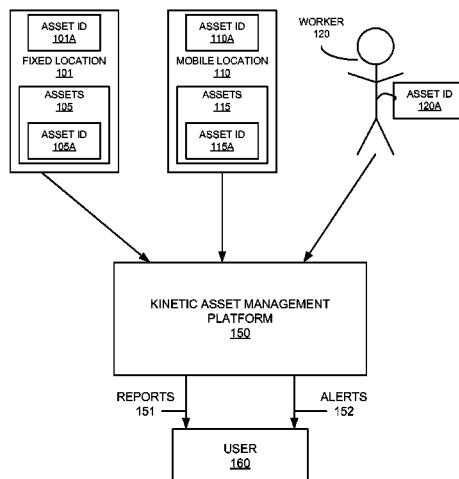 ASSET ID
101A
FIXED LOCATION
101
ASSETS
105
ASSET ID
105A
ASSET ID
110A
MOBILE LOCATION
110
ASSETS
115
ASSET ID
115A
WORKER
120
ASSET ID
120A
KINETIC ASSET MANAGEMENT
PLATFORM
150
REPORTS
151
ALERTS
152
USER
160